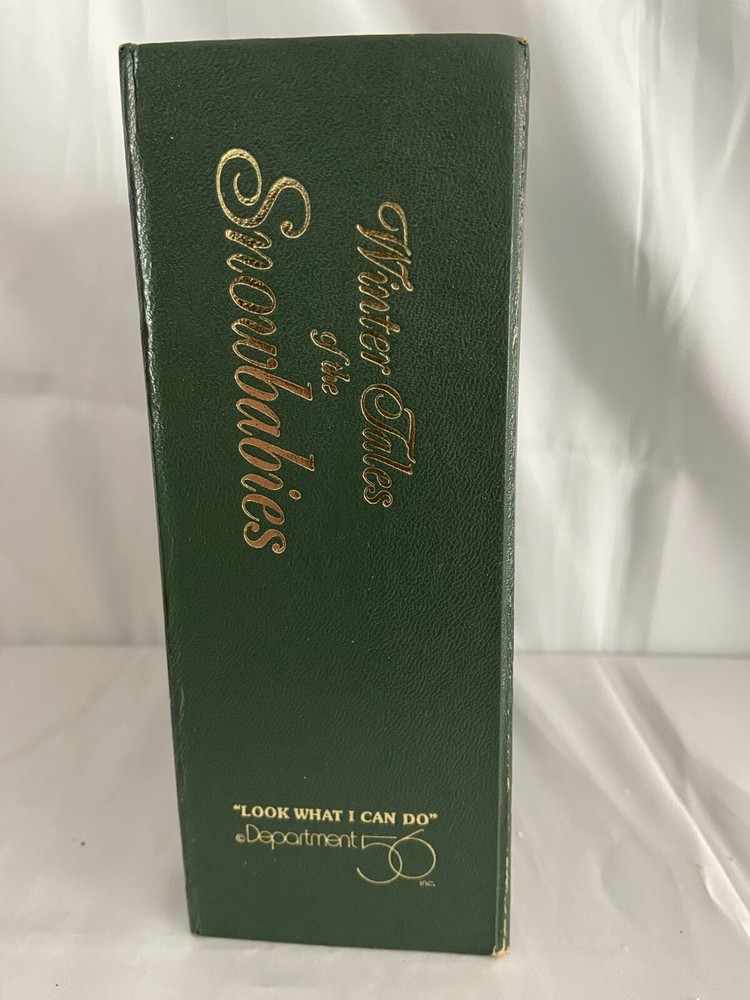 Winter Tales
of the
Snowbabies
"LOOK WHAT I CAN DO"
©Department 56
inc.